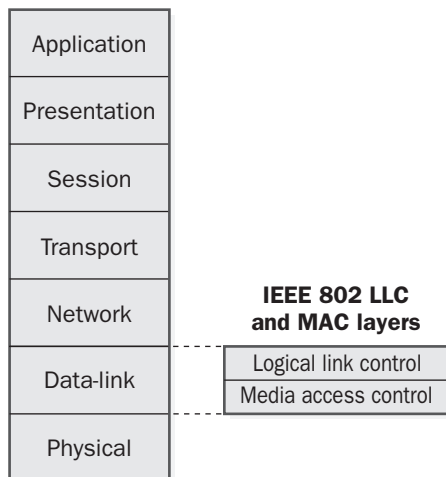 Application
Presentation
Session
Transport
Network
Data-link
Physical
IEEE 802 LLC
and MAC layers
Logical link control
Media access control